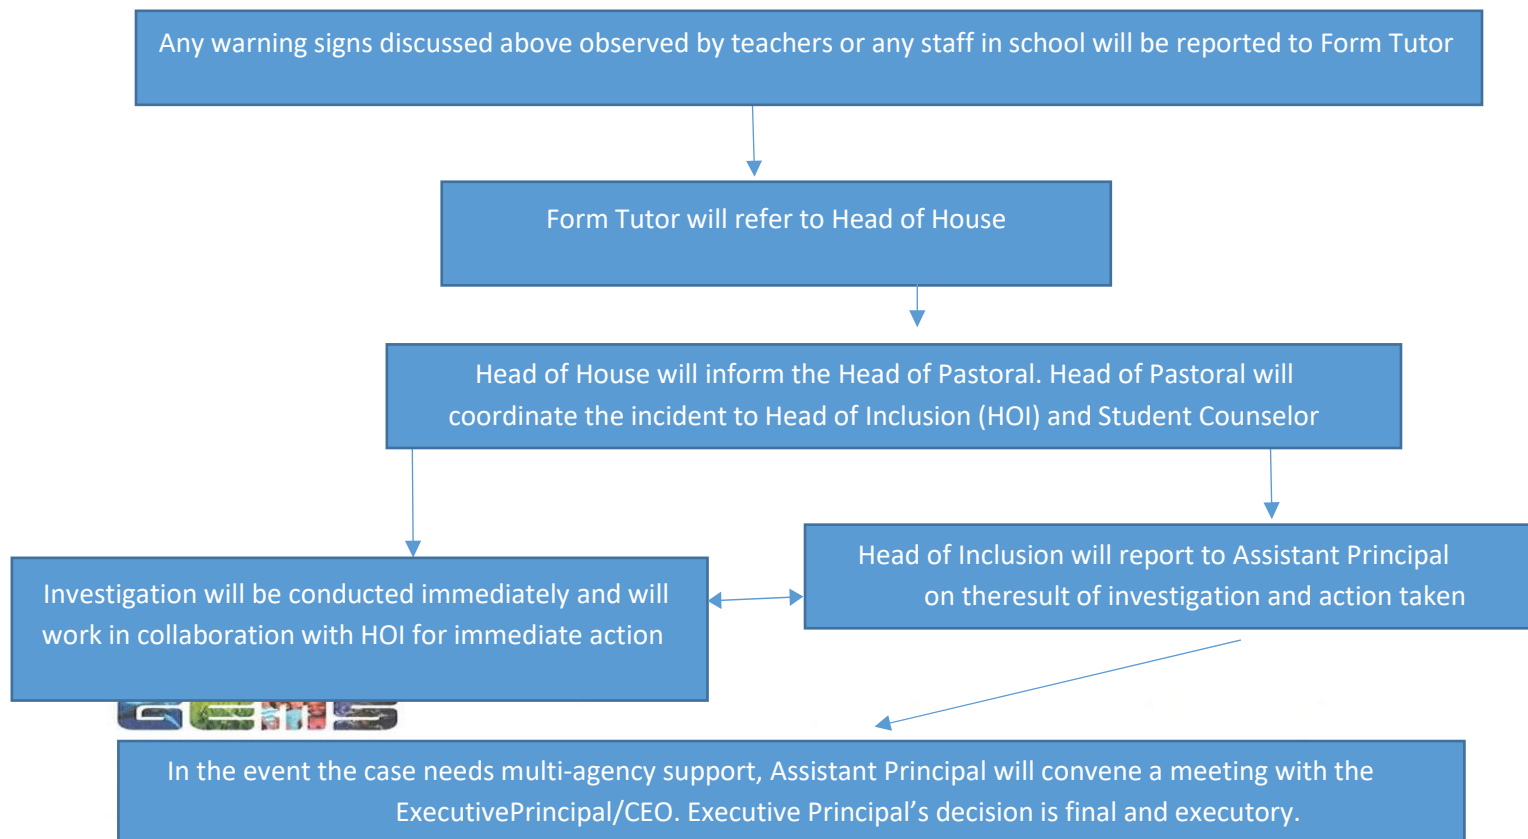 Any warning signs discussed above observed by teachers or any staff in school will be reported to Form Tutor
Form Tutor will refer to Head of House
Head of House will inform the Head of Pastoral. Head of Pastoral will
coordinate the incident to Head of Inclusion (HOI) and Student Counselor
Head of Inclusion will report to Assistant Principal
on theresult of investigation and action taken
Investigation will be conducted immediately and will
work in collaboration with HOI for immediate action
GEMS
In the event the case needs multi-agency support, Assistant Principal will convene a meeting with the
ExecutivePrincipal/CEO. Executive Principal’s decision is final and executory.